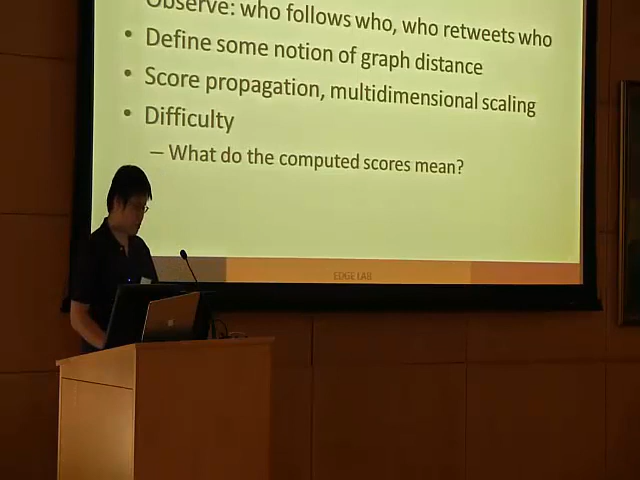 Observe: who follows who, who retweets who
• Define some notion of graph distance
• Score propagation, multidimensional scaling
• Difficulty
– What do the computed scores mean?
EDGE LAB